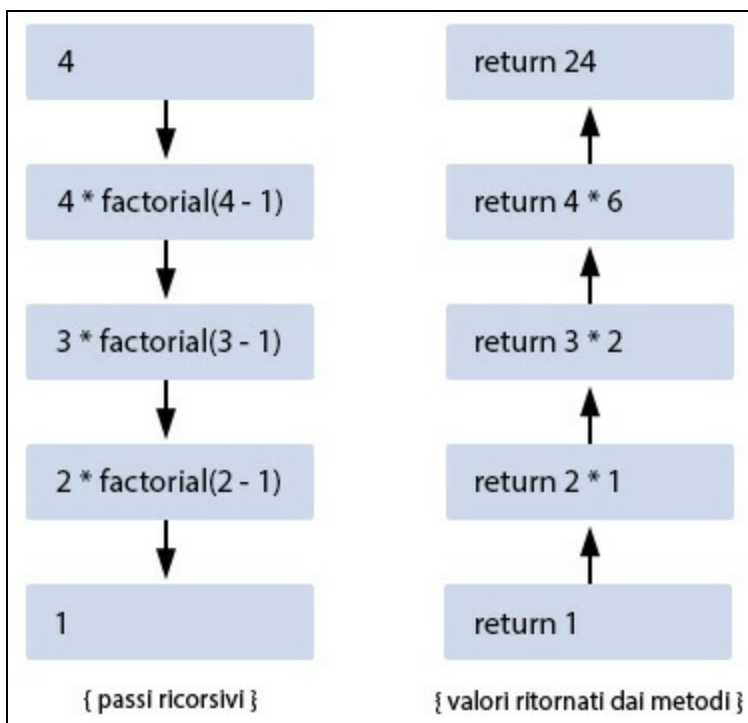 4
4 * factorial(4 - 1)
3 * factorial(3 - 1)
2 * factorial(2 - 1)
1
{ passi ricorsivi }
return 24
return 4 * 6
return 3 * 2
return 2 * 1
return 1
{ valori ritornati dai metodi }